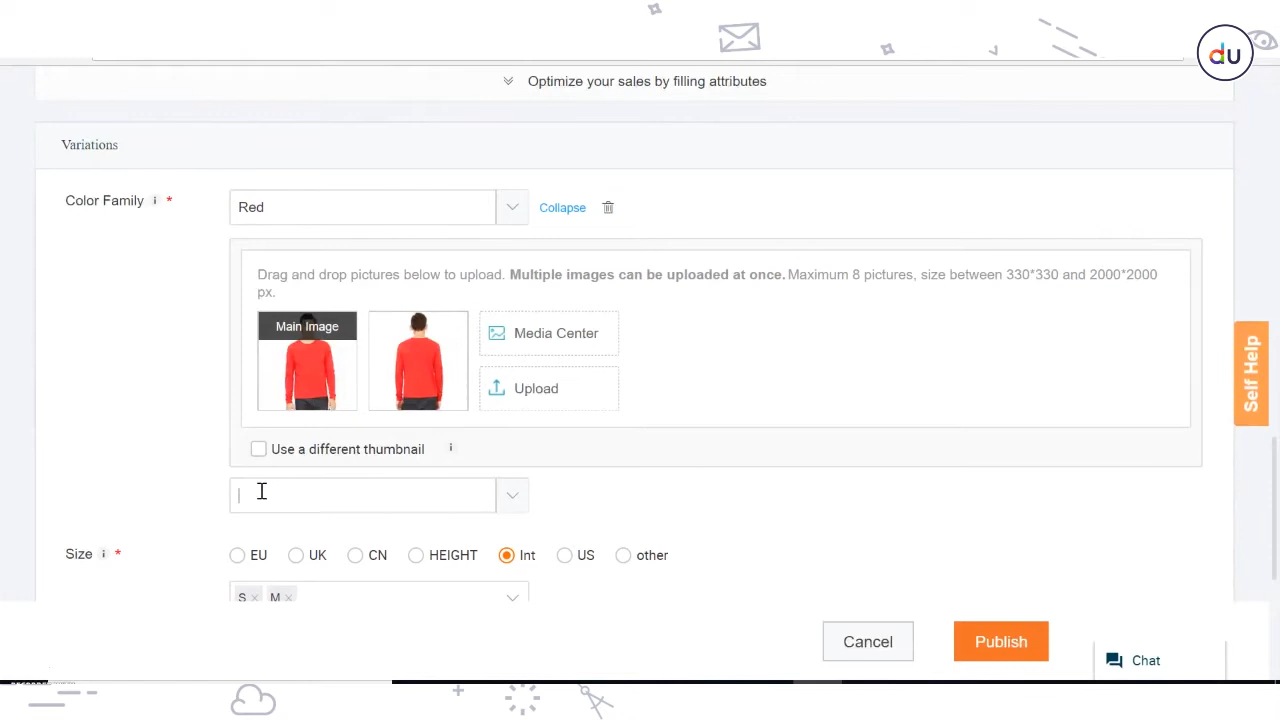 du
Optimize your sales by filling attributes
Variations
Color Family i *
Red
Collapse
Drag and drop pictures below to upload. Multiple images can be uploaded at once. Maximum 8 pictures, size between 330*330 and 2000*2000
px.
Main Image
Media Center
Upload
Use a different thumbnail i
Size i *
EU UK CN HEIGHT Int US other
S × M ×
Self Help
Cancel Publish
Chat